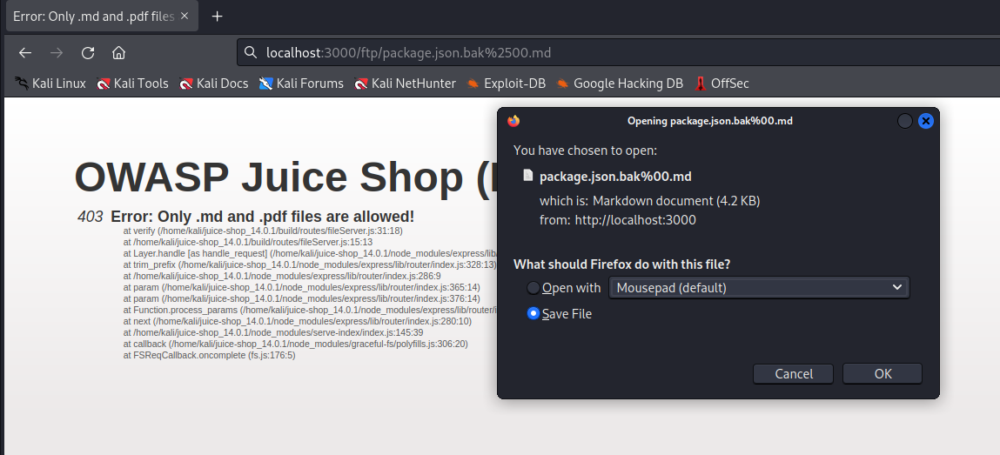 Error: Only .md and .pdf files
localhost:3000/ftp/package.json.bak%2500.md
Kali Linux Kali Tools Kali Docs Kali Forums Kali NetHunter Exploit-DB Google Hacking DB OffSec
OWASP Juice Shop (
403 Error: Only .md and .pdf files are allowed!
at verify (/home/kali/juice-shop_14.0.1/build/routes/fileServer.js:31:18)
at /home/kali/juice-shop_14.0.1/build/routes/fileServer.js:15:13
at Layer.handle [as handle_request] (/home/kali/juice-shop_14.0.1/node_modules/express/lib
at trim_prefix (/home/kali/juice-shop_14.0.1/node_modules/express/lib/router/index.js:328:13)
at /home/kali/juice-shop_14.0.1/node_modules/express/lib/router/index.js:286:9
at param (/home/kali/juice-shop_14.0.1/node_modules/express/lib/router/index.js:365:14)
at param (/home/kali/juice-shop_14.0.1/node_modules/express/lib/router/index.js:376:14)
at Function.process_params (/home/kali/juice-shop_14.0.1/node_modules/express/lib/router/i
at next (/home/kali/juice-shop_14.0.1/node_modules/express/lib/router/index.js:280:10)
at /home/kali/juice-shop_14.0.1/node_modules/serve-index/index.js:145:39
at callback (/home/kali/juice-shop_14.0.1/node_modules/graceful-fs/polyfills.js:306:20)
at FSReqCallback.oncomplete (fs.js:176:5)
Opening package.json.bak%00.md
You have chosen to open:
package.json.bak%00.md
which is: Markdown document (4.2 KB)
from: http://localhost:3000
What should Firefox do with this file?
Open with Mousepad (default)
Save File
Cancel OK